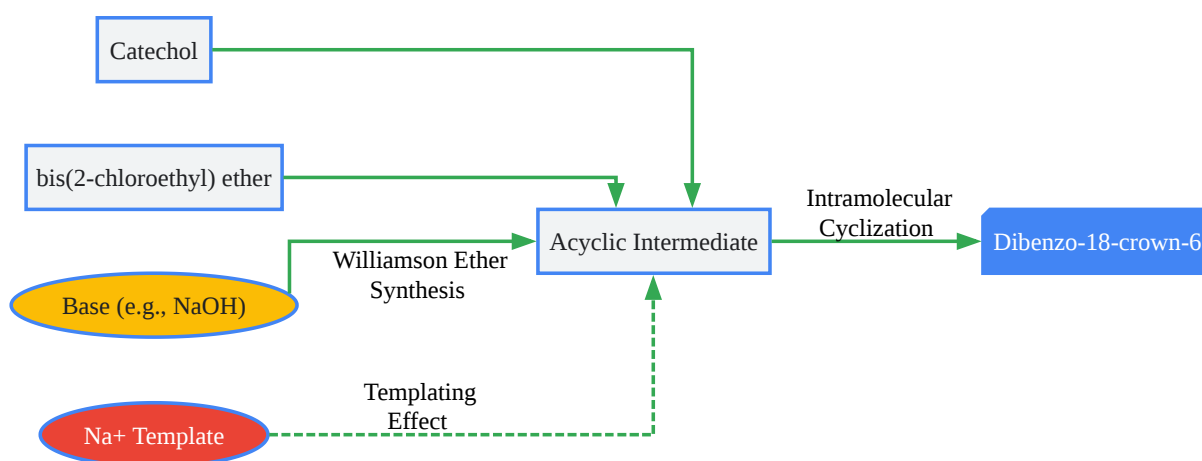 Catechol
bis(2-chloroethyl) ether
Intramolecular
Cyclization
Acyclic Intermediate
Dibenzo-18-crown-6
Williamson Ether
Synthesis
Base (e.g., NaOH)
Templating
Effect
Na+ Template